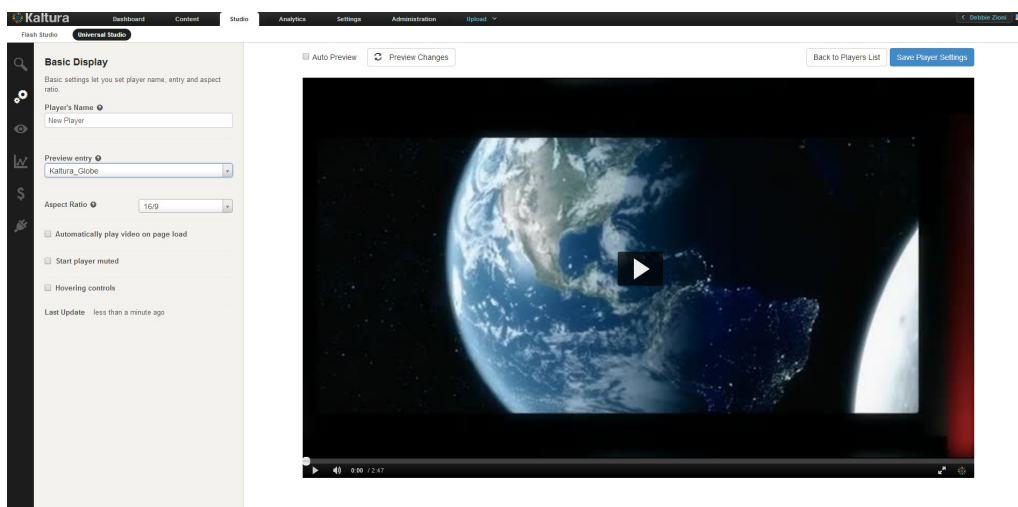 Kaltura
Dashboard
Content
Studio
Analytics
Settings
Administration
Upload
Debbie Zioni
Flash Studio
Universal Studio
Basic Display
Basic settings let you set player name, entry and aspect
ratio.
Player's Name
New Player
Preview entry
Kaltura_Globe
Aspect Ratio
16/9
Automatically play video on page load
Start player muted
Hovering controls
Last Update less than a minute ago
Auto Preview
Preview Changes
Back to Players List
Save Player Settings
0:00 / 2:47